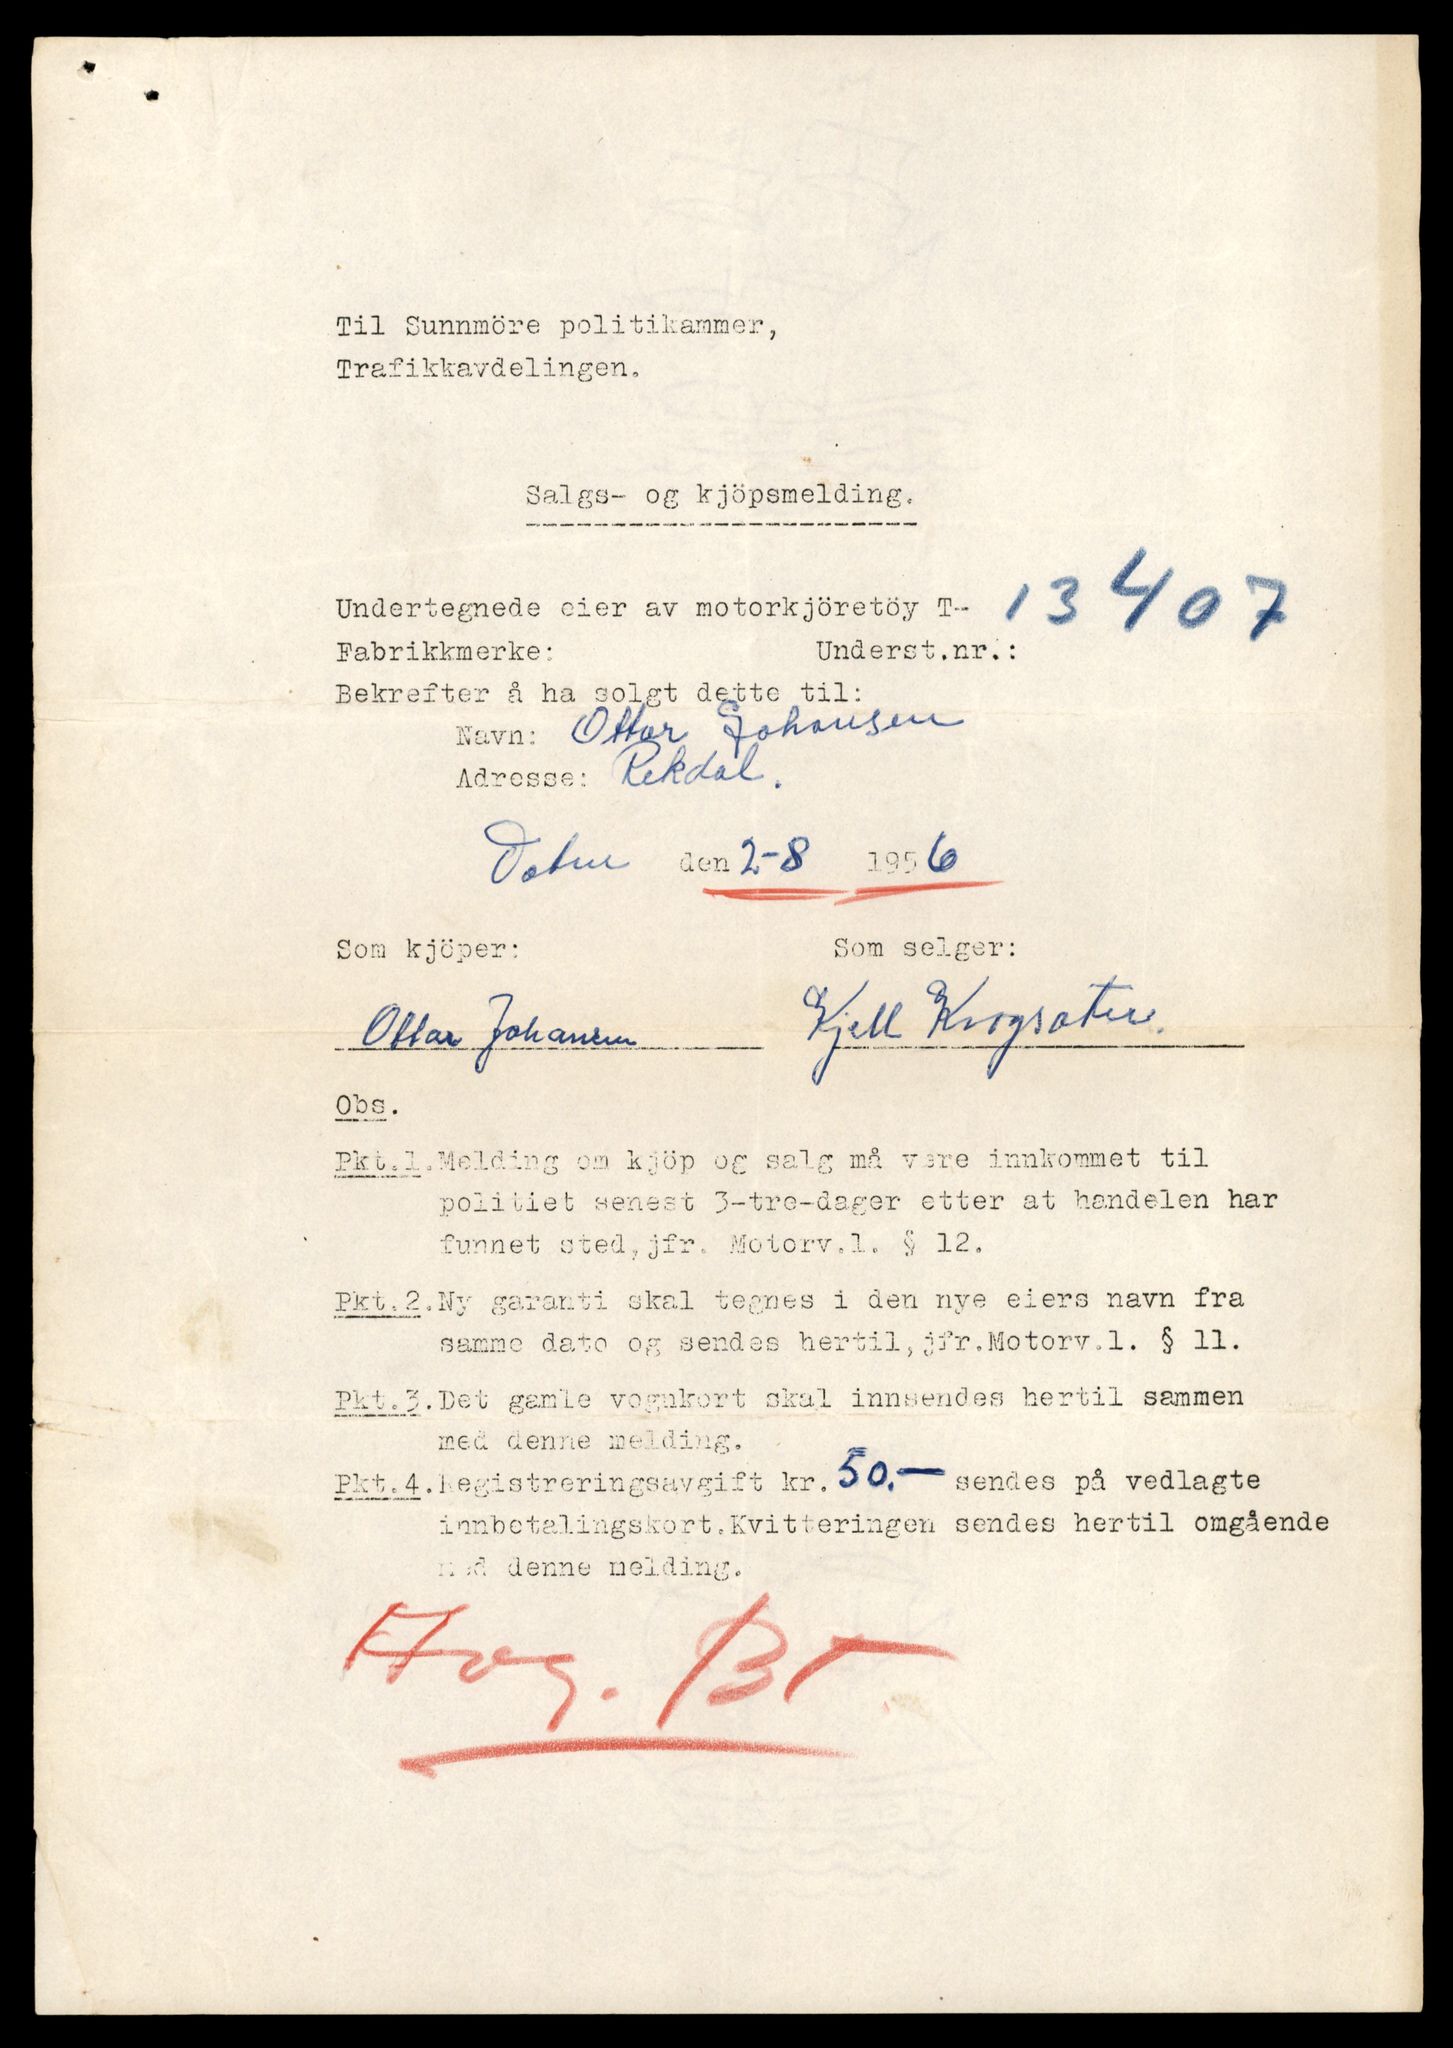 Til Sunnmöre politikammer,
Trafikkavdelingen.
Salgs- og kjöpsmelding.
Undertegnede eier av motorkjöretöy T- 13407
Fabrikkmerke: Underst.nr.:
Bekrefter å ha solgt dette til:
Navn: Ottar Johansen
Adresse: Rekdal.
den 2-8 1956
Som kjöper: Som selger:
Ottar Johansen Kjell Krogsæter.
Obs.
Pkt.1. Melding om kjöp og salg må være innkommet til
politiet senest 3-tre-dager etter at handelen har
funnet sted, jfr. Motorv.l. § 12.
Pkt.2. Ny garanti skal tegnes i den nye eiers navn fra
samme dato og sendes hertil, jfr.Motorv.l. § 11.
Pkt.3. Det gamle vognkort skal innsendes hertil sammen
med denne melding.
Pkt.4. Registreringsavgift kr. 50.- sendes på vedlagte
innbetalingskort.Kvitteringen sendes hertil omgående
med denne melding.